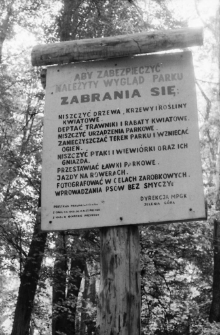 ABY ZABEZPIECZYĆ
NALEŻYTY WYGLĄD PARKU
ZABRANIA SIĘ:
NISZCZYĆ DRZEWA, KRZEWY I ROŚLINY
KWIATOWE
DEPTAĆ TRAWNIKI I RABATY KWIATOWE
NISZCZYĆ URZĄDZENIA PARKOWE.
ZANIECZYSZCZAĆ TEREN PARKU I WZNIECAĆ
OGIEŃ.
NISZCZYĆ PTAKI I WIEWIÓRKI ORAZ ICH
GNIAZDA.
PRZESTAWIAĆ ŁAWKI PARKOWE.
JAZDY NA ROWERACH.
FOTOGRAFOWAĆ W CELACH ZAROBKOWYCH.
WPROWADZANIA PSÓW BEZ SMYCZY.
DYREKCJA MPGK